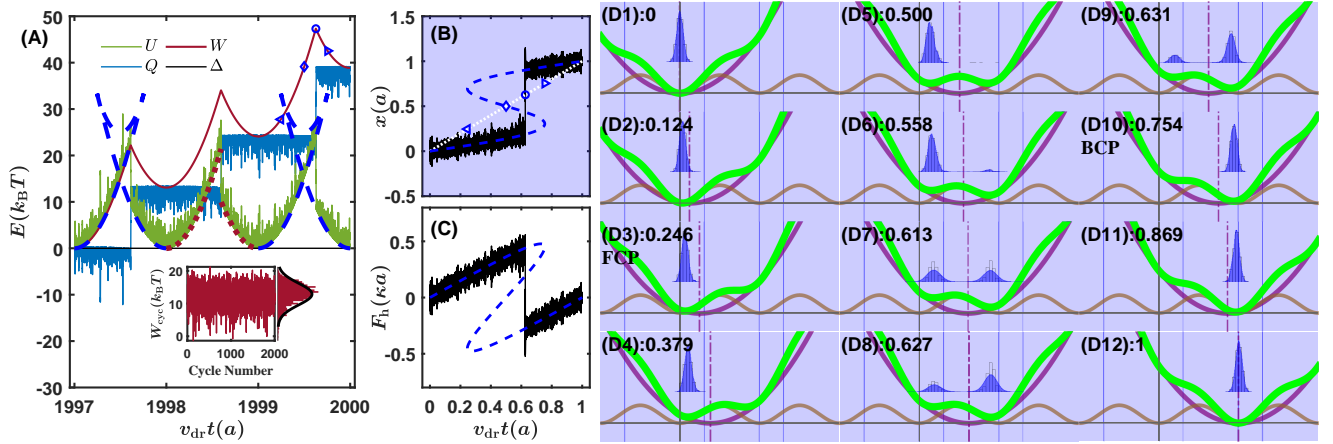 (A)
U W
Q Δ
E(k_BT)
50
40
30
20
10
0
-10
-20
-30
1997 1998 1999 2000
v_dr t(a)
W_cyc(k_BT)
20
10
0
0 1000 2000
Cycle Number
(B)
x(a)
1.5
1
0.5
0
-0.5
(C)
F_h(κa)
0.5
0
-0.5
0 0.2 0.4 0.6 0.8 1
v_dr t(a)
(D1):0
(D2):0.124
(D3):0.246
FCP
(D4):0.379
(D5):0.500
(D6):0.558
(D7):0.613
(D8):0.627
(D9):0.631
(D10):0.754
BCP
(D11):0.869
(D12):1